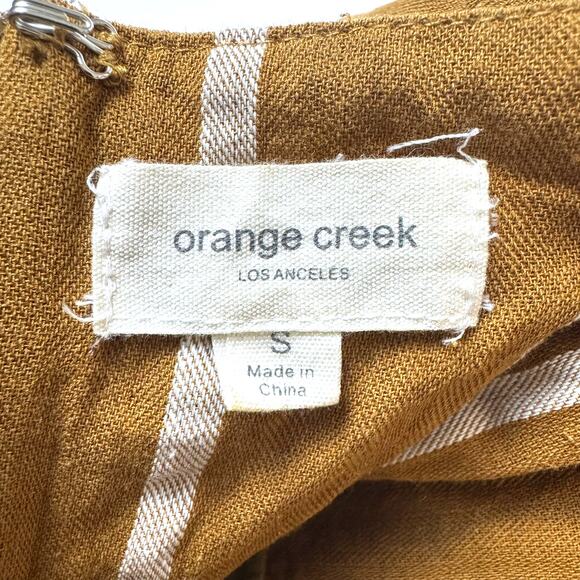 orange creek
LOS ANGELES
S
Made in
China